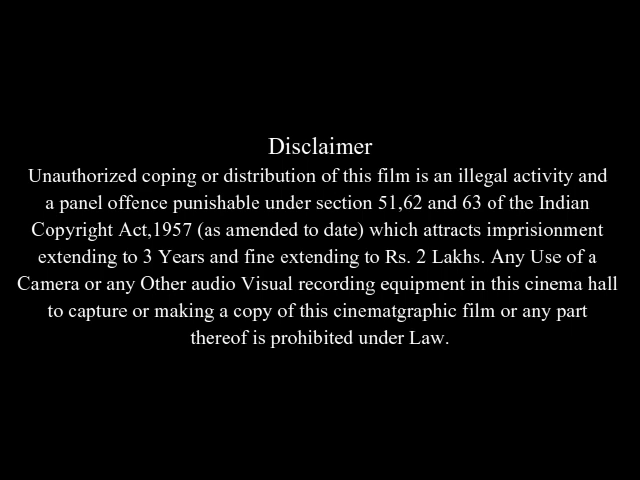 Disclaimer
Unauthorized coping or distribution of this film is an illegal activity and
a panel offence punishable under section 51,62 and 63 of the Indian
Copyright Act,1957 (as amended to date) which attracts imprisionment
extending to 3 Years and fine extending to Rs. 2 Lakhs. Any Use of a
Camera or any Other audio Visual recording equipment in this cinema hall
to capture or making a copy of this cinematgraphic film or any part
thereof is prohibited under Law.